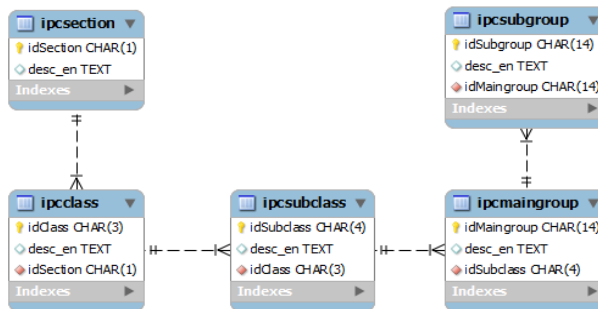 ipcsection
idSection CHAR(1)
desc_en TEXT
Indexes
ipcsubgroup
idSubgroup CHAR(14)
desc_en TEXT
idMaingroup CHAR(14)
Indexes
ipcclass
idClass CHAR(3)
desc_en TEXT
idSection CHAR(1)
Indexes
ipcsubclass
idSubclass CHAR(4)
desc_en TEXT
idClass CHAR(3)
Indexes
ipcmaingroup
idMaingroup CHAR(14)
desc_en TEXT
idSubclass CHAR(4)
Indexes